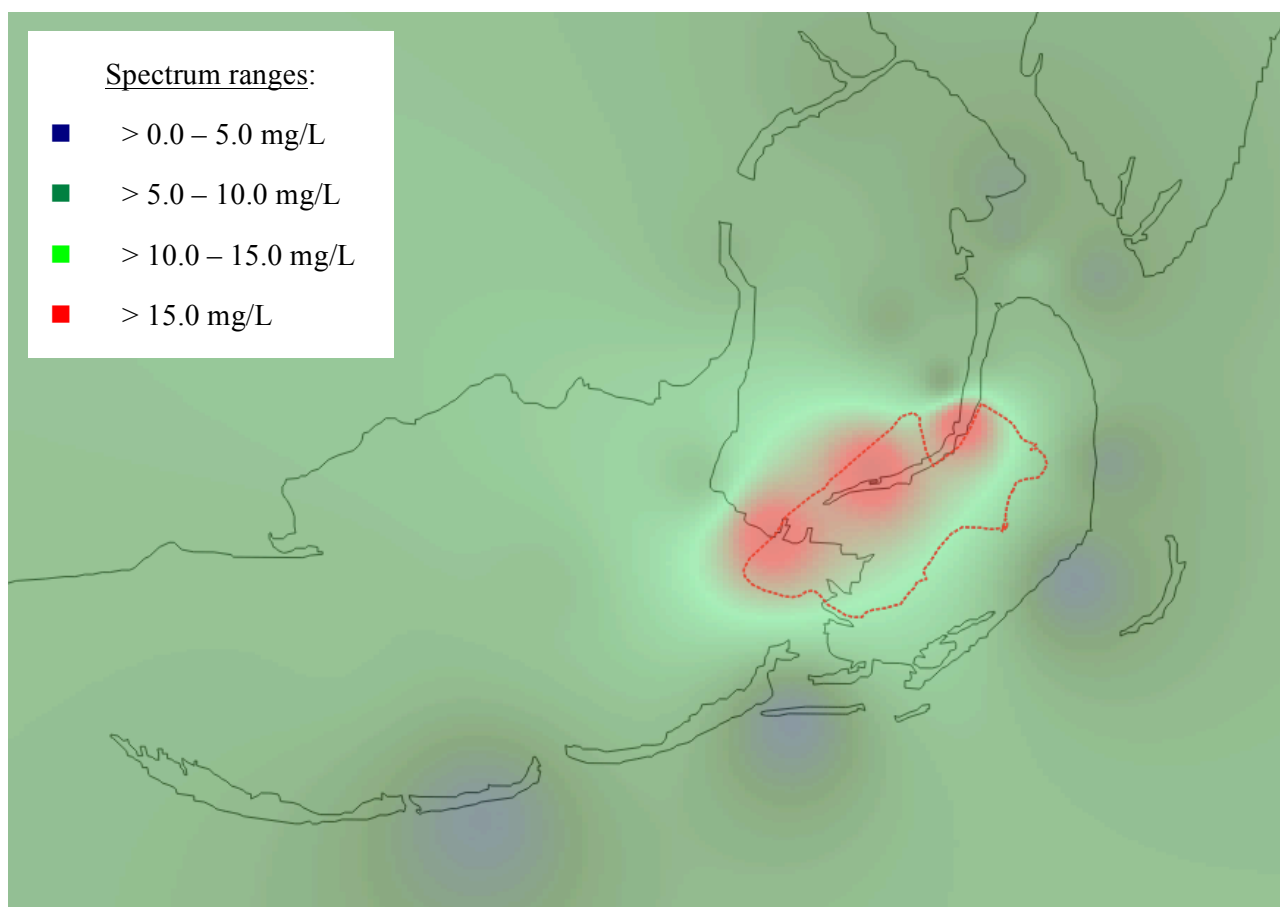 Spectrum ranges:
> 0.0 – 5.0 mg/L
> 5.0 – 10.0 mg/L
> 10.0 – 15.0 mg/L
> 15.0 mg/L